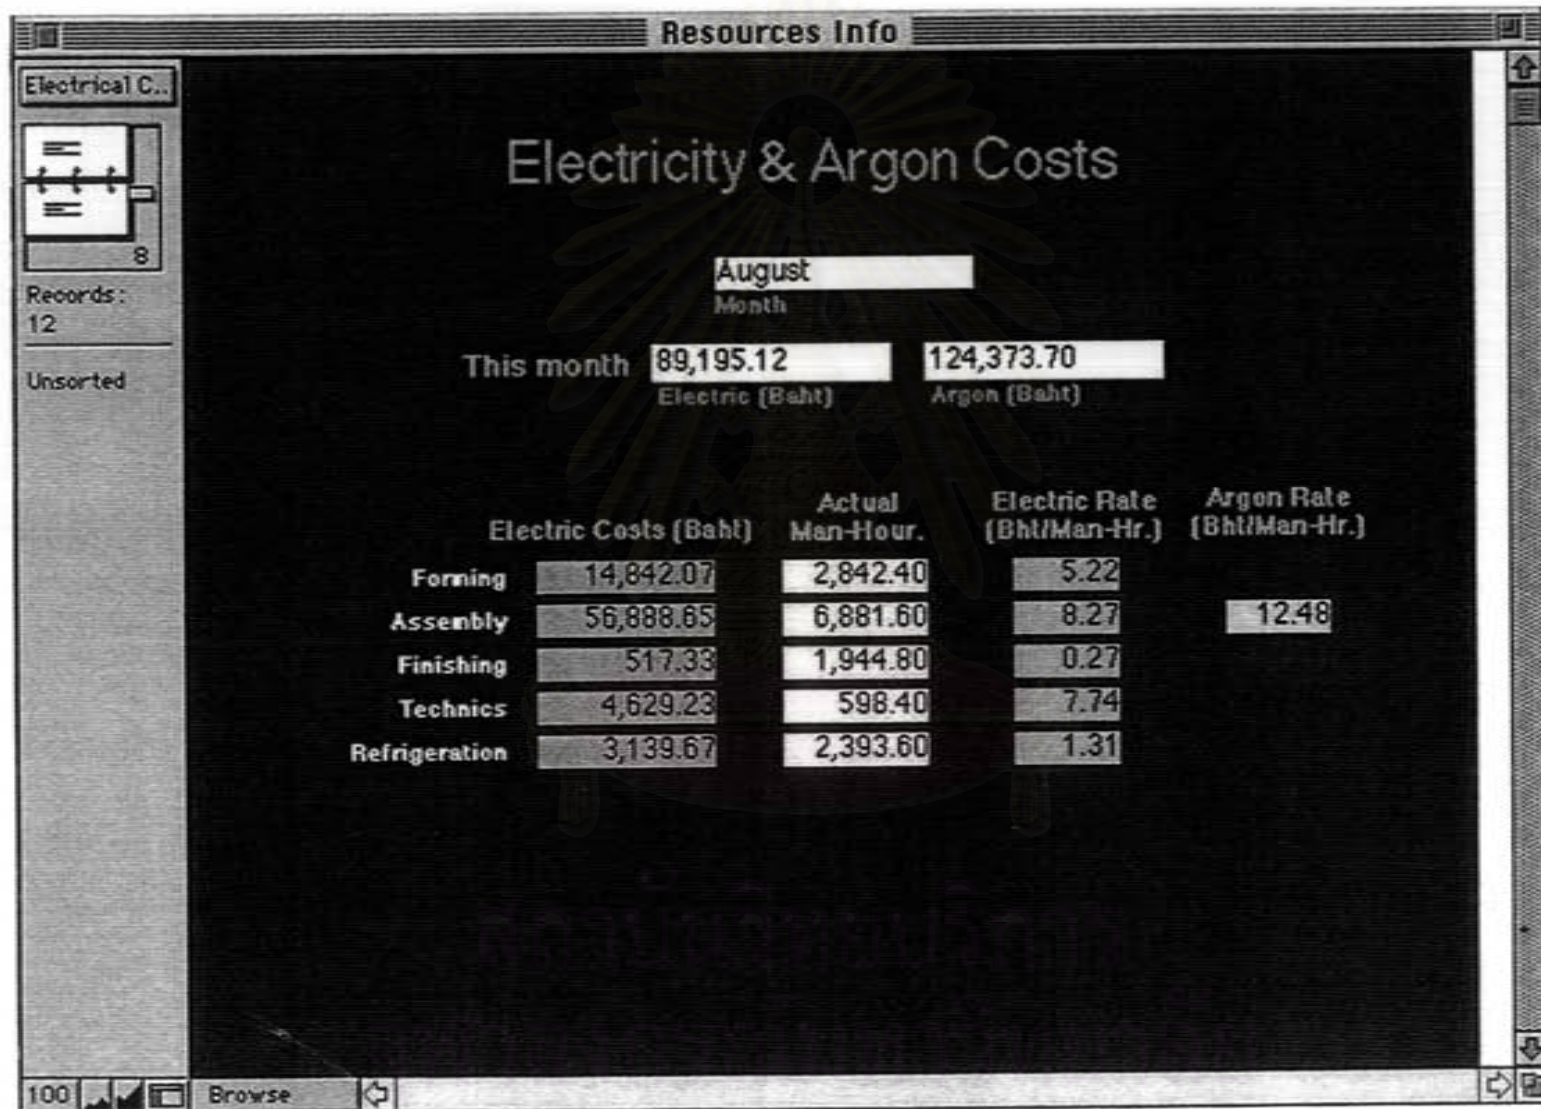 Resources Info
Electrical C..
8
Records:
12
Unsorted
Electricity & Argon Costs
August
Month
This month 89,195.12 124,373.70
Electric (Baht) Argon (Baht)
Electric Costs (Baht) Actual Man-Hour. Electric Rate (Bht/Man-Hr.) Argon Rate (Bht/Man-Hr.)
Forming 14,842.07 2,842.40 5.22
Assembly 56,888.65 6,881.60 8.27 12.48
Finishing 517.33 1,944.80 0.27
Technics 4,629.23 598.40 7.74
Refrigeration 3,139.67 2,393.60 1.31
100 Browse